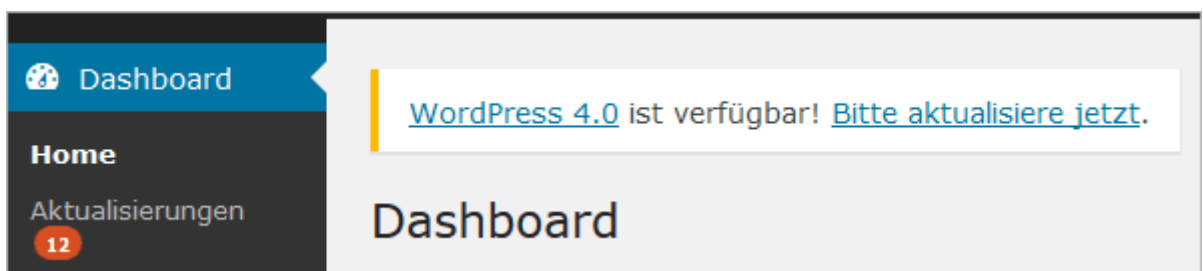 Dashboard
Home
Aktualisierungen
12
WordPress 4.0 ist verfügbar! Bitte aktualisiere jetzt.
Dashboard